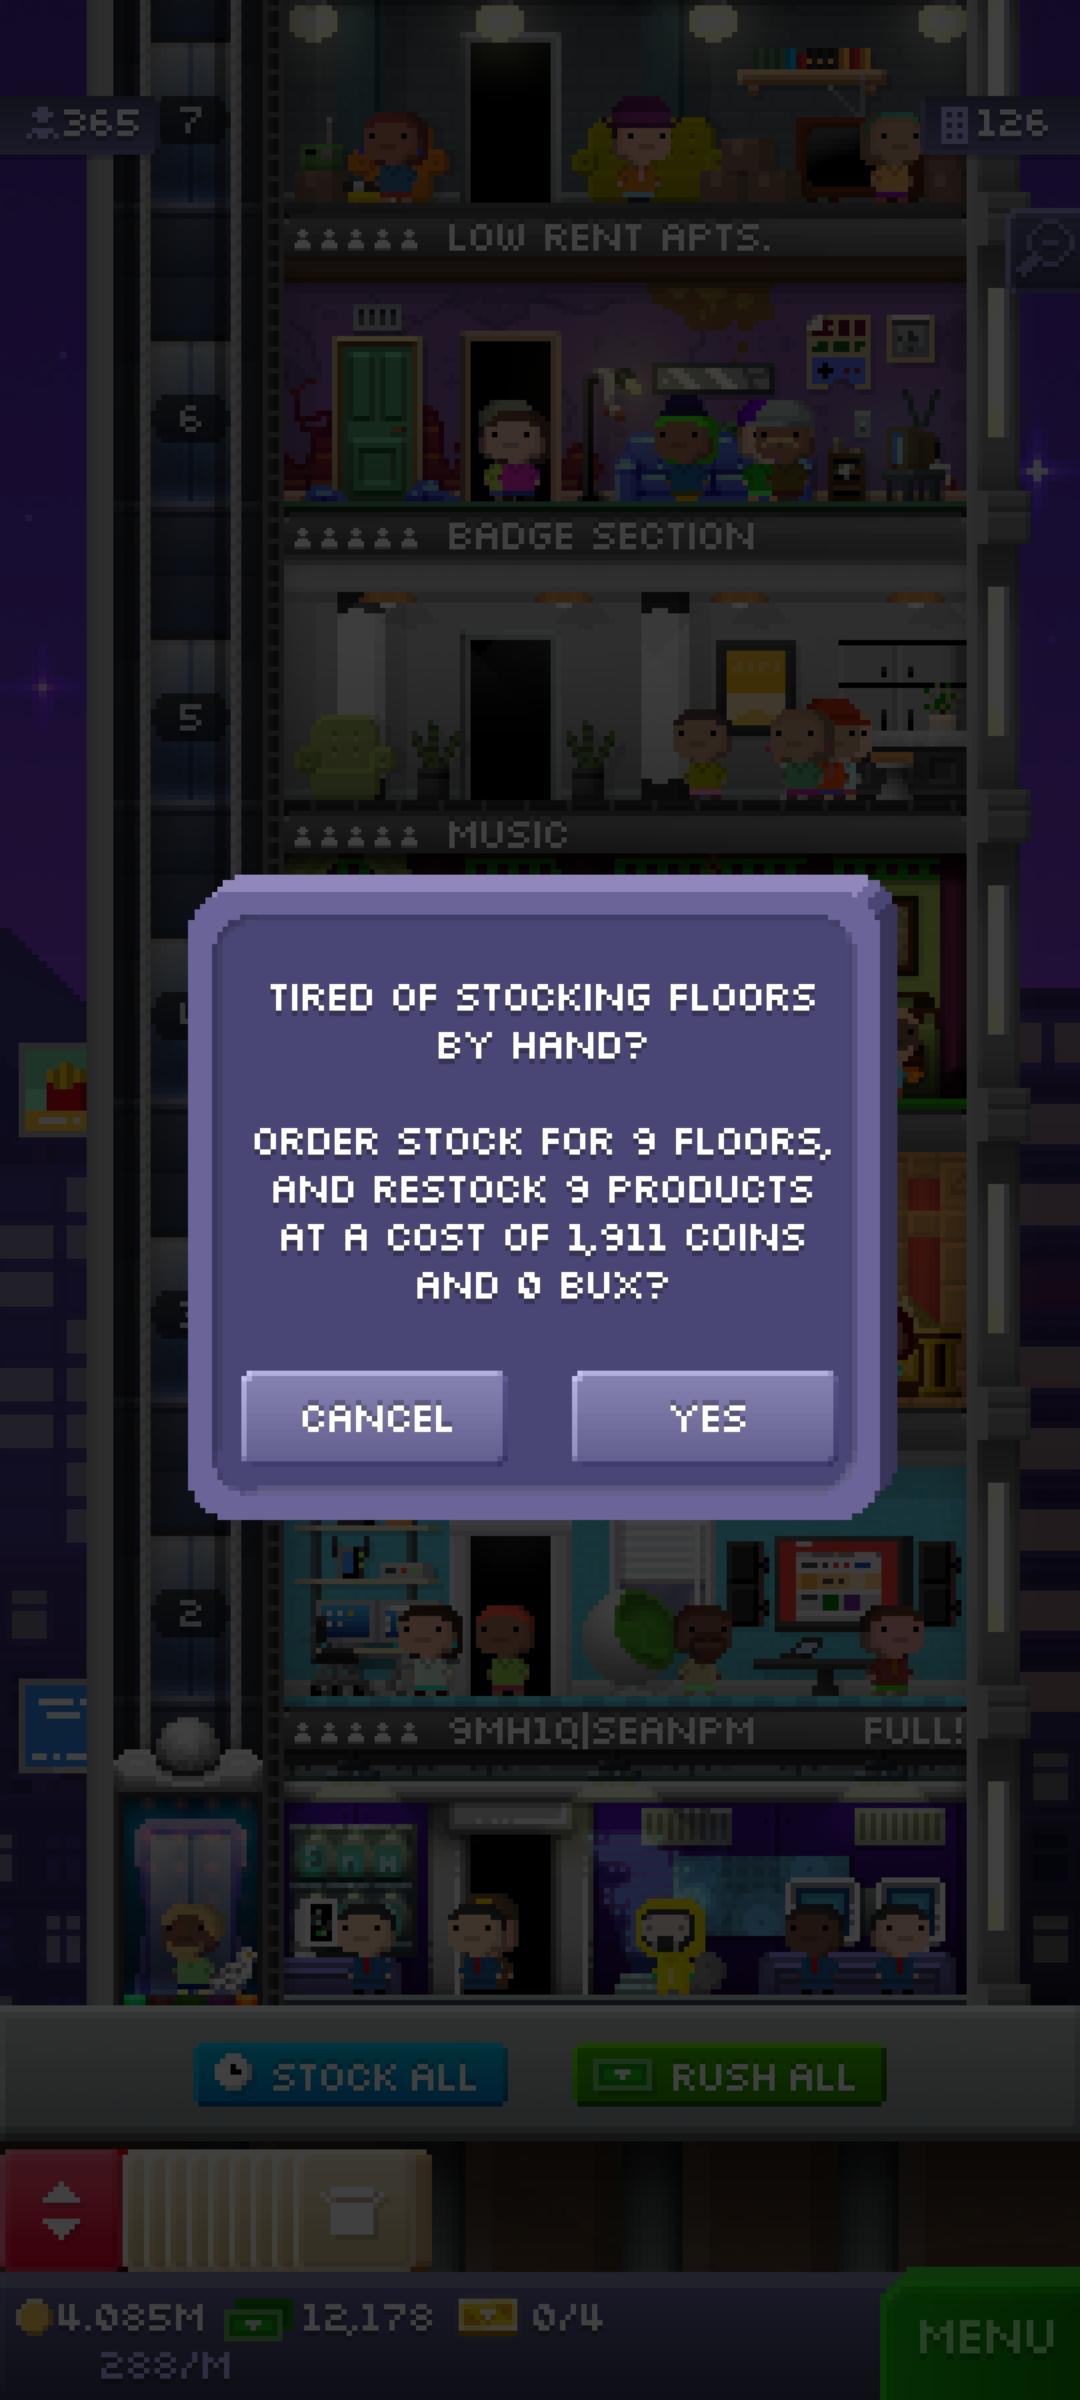 365
7
126
LOW RENT APTS.
6
BADGE SECTION
5
MUSIC
TIRED OF STOCKING FLOORS
BY HAND?
ORDER STOCK FOR 9 FLOORS,
AND RESTOCK 9 PRODUCTS
AT A COST OF 1,911 COINS
AND 0 BUX?
CANCEL
YES
2
9MH1Q|SEANPM
FULL!
STOCK ALL
RUSH ALL
4.085M
12,178
0/4
288/M
MENU